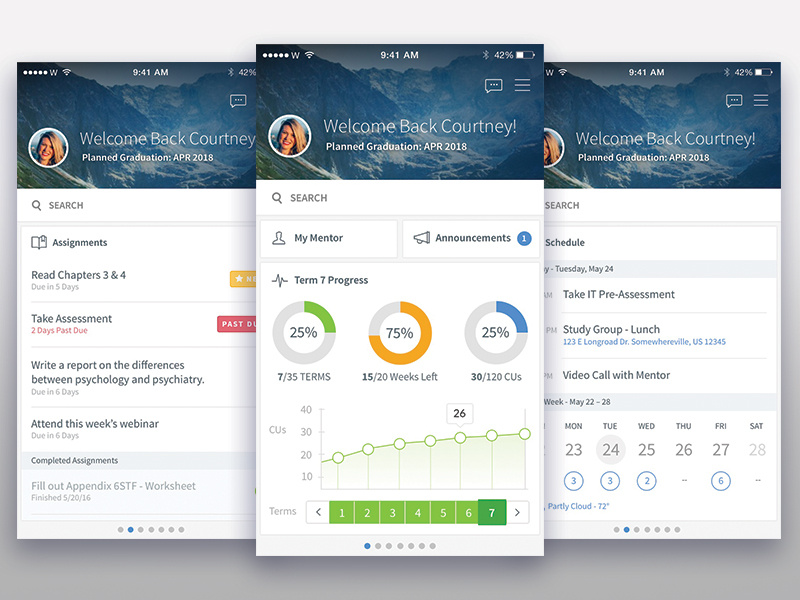 W
9:41 AM
42%
Welcome Back Courtney
Planned Graduation: APR 2018
SEARCH
Assignments
Read Chapters 3 & 4
Due in 5 Days
Take Assessment
2 Days Past Due
PAST
Write a report on the differences
between psychology and psychiatry.
Due in 6 Days
Attend this week's webinar
Due in 6 Days
Completed Assignments
Fill out Appendix 6STF - Worksheet
Finished 5/20/16
W
9:41 AM
42%
Welcome Back Courtney!
Planned Graduation: APR 2018
SEARCH
My Mentor
Announcements 1
Term 7 Progress
25%
75%
25%
7/35 TERMS
15/20 Weeks Left
30/120 CUs
26
CUs
40
30
20
10
Terms < 1 2 3 4 5 6 7 >
W
9:41 AM
42%
Welcome Back Courtney!
Planned Graduation: APR 2018
SEARCH
Schedule
- Tuesday, May 24
AM Take IT Pre-Assessment
PM Study Group - Lunch
123 E Longroad Dr. Somewhereville, US 12345
PM Video Call with Mentor
Week - May 22 – 28
MON TUE WED THU FRI SAT
23 24 25 26 27 28
3 3 2 -- 6 --
, Partly Cloud - 72°